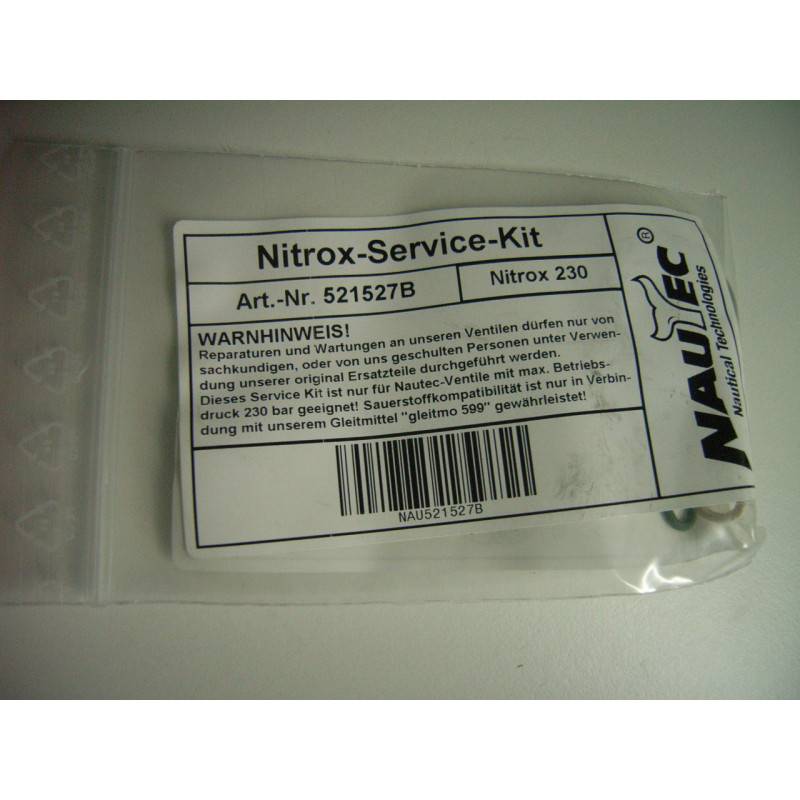 Nitrox-Service-Kit
Art.-Nr. 521527B
Nitrox 230
WARNHINWEIS!
Reparaturen und Wartungen an unseren Ventilen dürfen nur von
sachkundigen, oder von uns geschulten Personen unter Verwen-
dung unserer original Ersatzteile durchgeführt werden.
Dieses Service Kit ist nur für Nautec-Ventile mit max. Betriebs-
druck 230 bar geeignet! Sauerstoffkompatibilität ist nur in Verbin-
dung mit unserem Gleitmittel "gleitmo 599" gewährleistet!
NAU521527B
NAUTEC®
Nautical Technologies